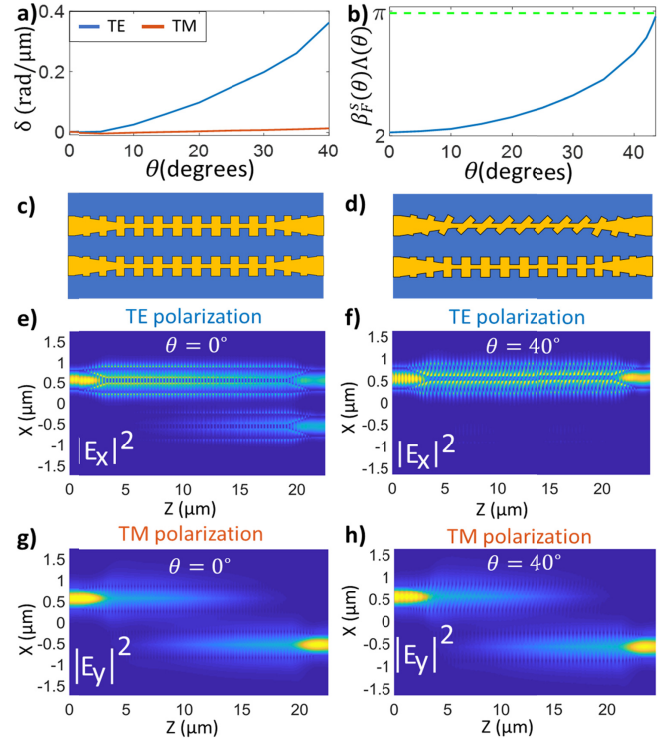 a)
0.4
0.2
0
TE
TM
δ (rad/μm)
0
10
20
30
40
θ(degrees)
b)
π
2
β_F^s(θ)Λ(θ)
0
10
20
30
40
θ(degrees)
c)
d)
e)
TE polarization
θ = 0°
1.5
1
0.5
0
-0.5
-1
-1.5
X (μm)
|Eₓ|²
0
5
10
15
20
Z (μm)
f)
TE polarization
θ = 40°
1.5
1
0.5
0
-0.5
-1
-1.5
X (μm)
|Eₓ|²
0
5
10
15
20
Z (μm)
g)
TM polarization
θ = 0°
1.5
1
0.5
0
-0.5
-1
-1.5
X (μm)
|Eᵧ|²
0
5
10
15
20
Z (μm)
h)
TM polarization
θ = 40°
1.5
1
0.5
0
-0.5
-1
-1.5
X (μm)
|Eᵧ|²
0
5
10
15
20
Z (μm)